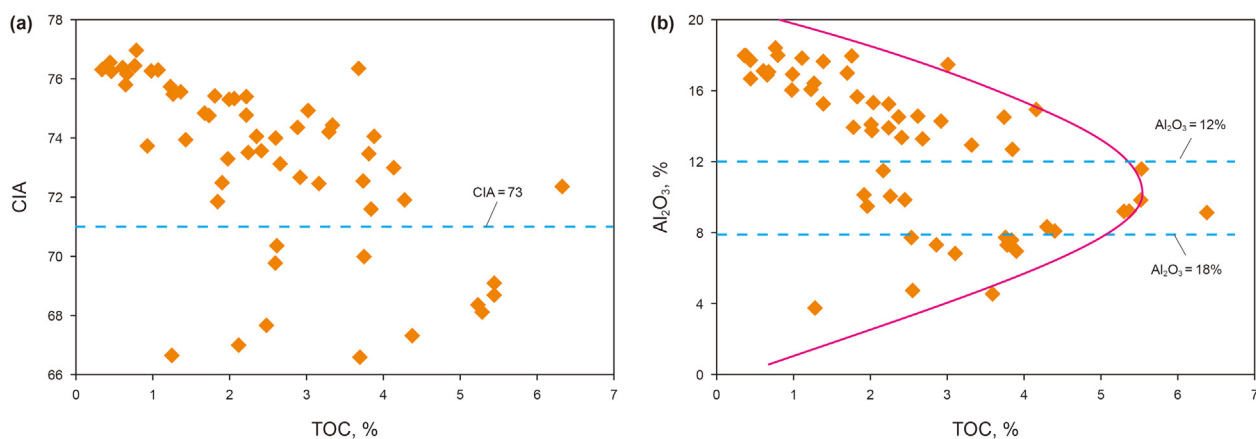 (a)
78
76
74
72
70
68
66
CIA
CIA = 73
0 1 2 3 4 5 6 7
TOC, %
(b)
20
16
12
8
4
0
Al₂O₃, %
Al₂O₃ = 12%
Al₂O₃ = 18%
0 1 2 3 4 5 6 7
TOC, %